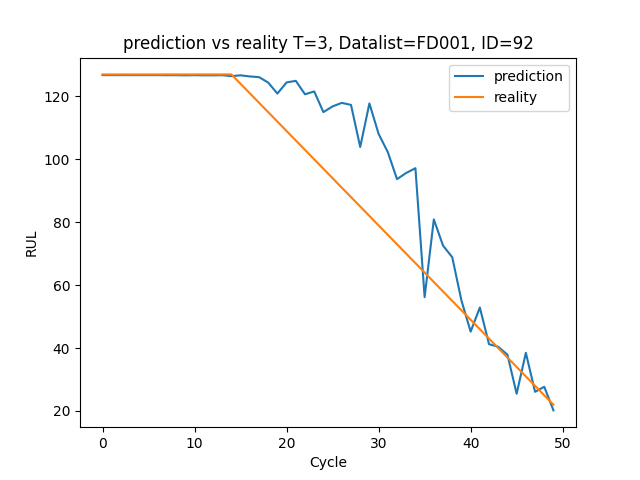 prediction vs reality T=3, Datalist=FD001, ID=92
prediction
reality
120
100
80
60
40
20
RUL
0 10 20 30 40 50
Cycle